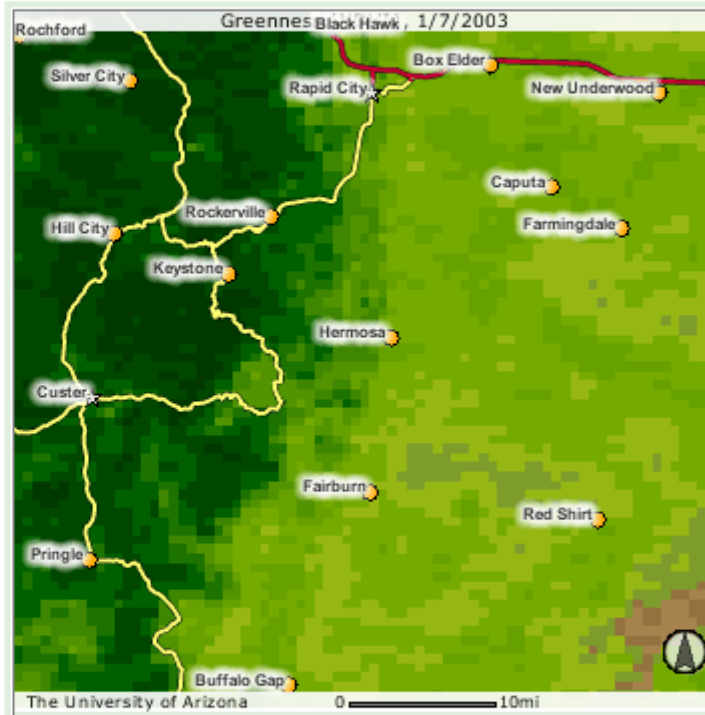 Greennes
, 1/7/2003
Black Hawk
Rochford
Silver City
Rapid City
Box Elder
New Underwood
Caputa
Rockerville
Hill City
Farmingdale
Keystone
Hermosa
Custer
Fairburn
Red Shirt
Pringle
Buffalo Gap
The University of Arizona
0
10mi